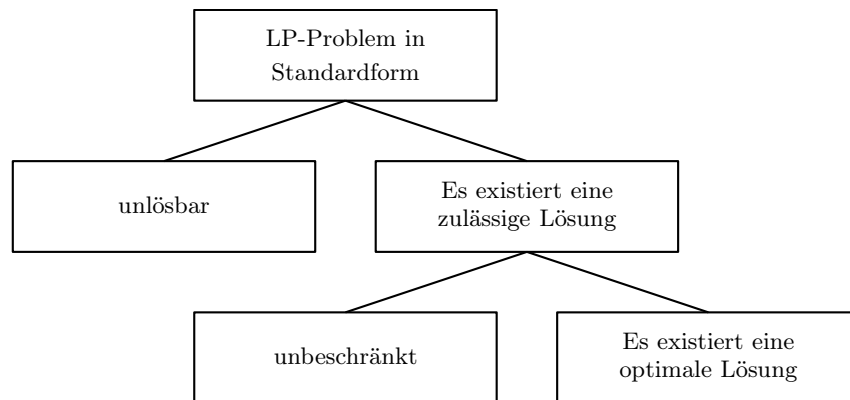 LP-Problem in
Standardform
unlösbar
Es existiert eine
zulässige Lösung
unbeschränkt
Es existiert eine
optimale Lösung